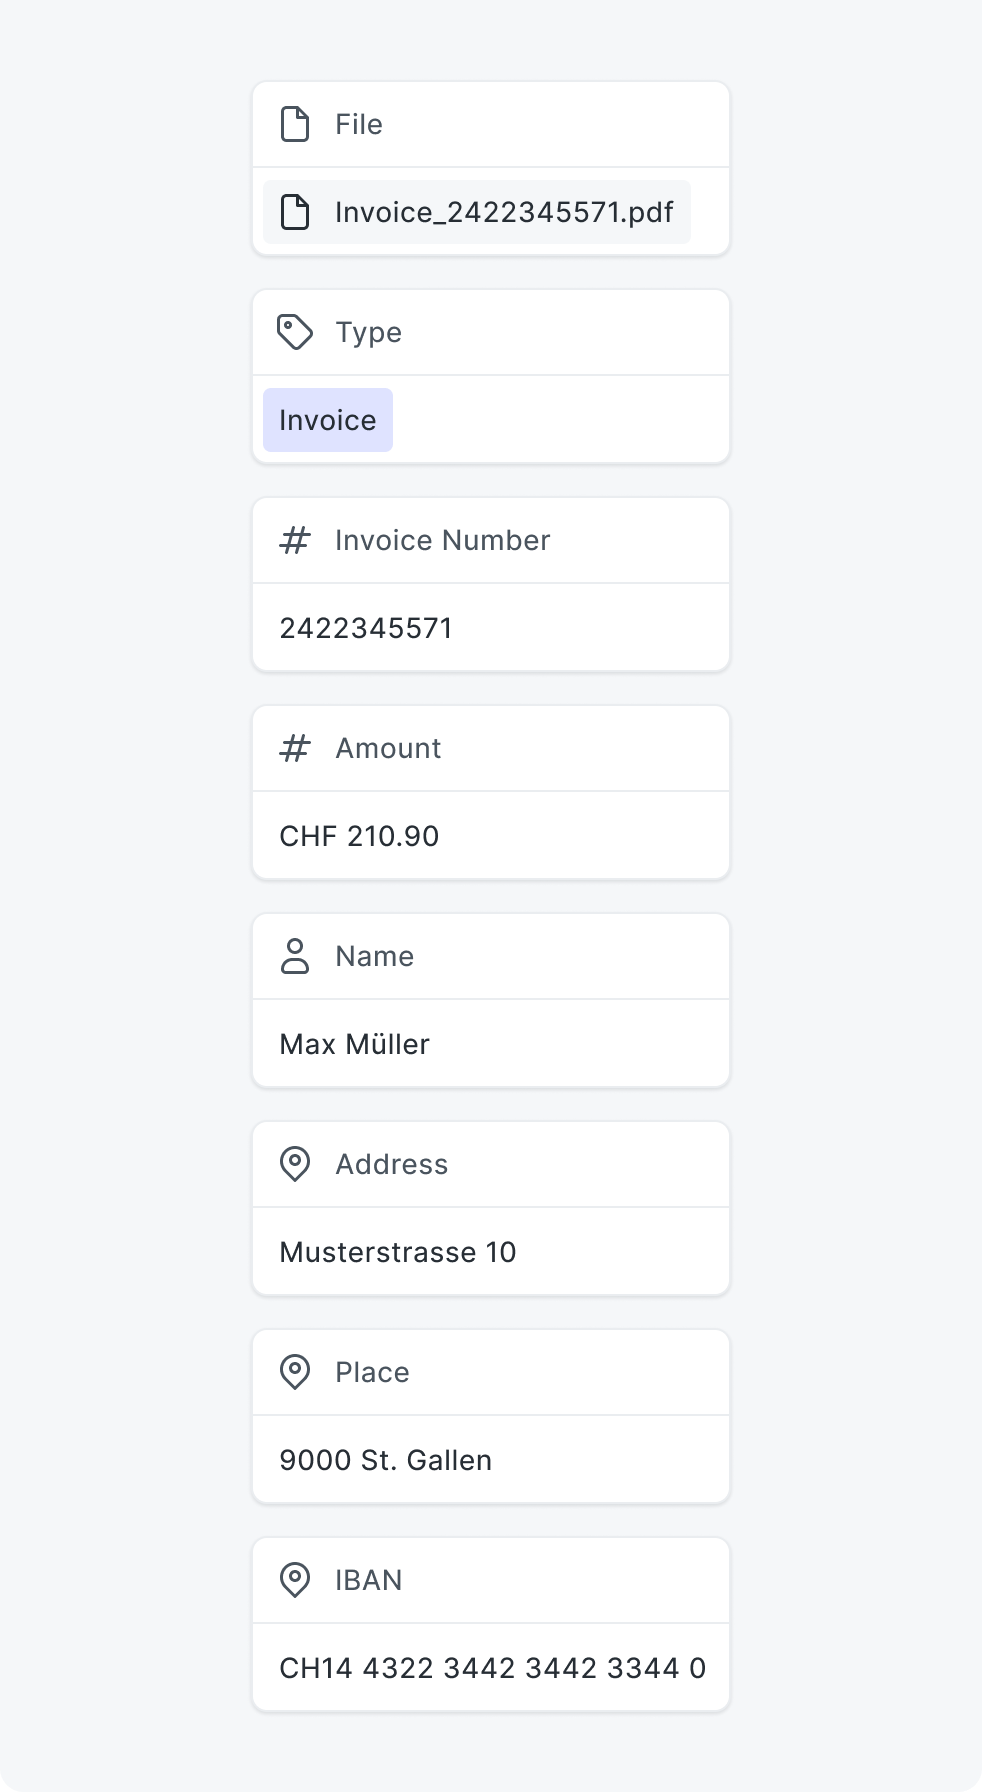 File
Invoice_2422345571.pdf
Type
Invoice
Invoice Number
2422345571
Amount
CHF 210.90
Name
Max Müller
Address
Musterstrasse 10
Place
9000 St. Gallen
IBAN
CH14 4322 3442 3442 3344 0